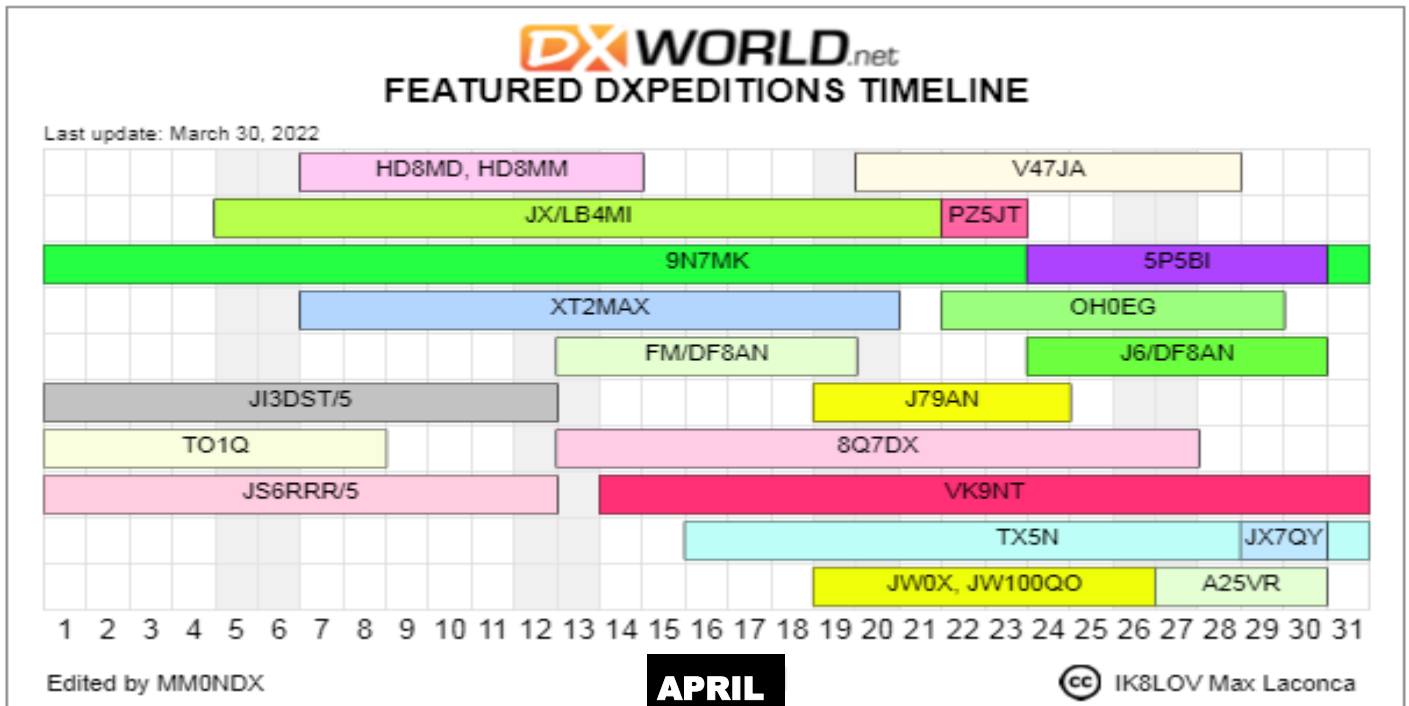 DX WORLD.net
FEATURED DXPEDITIONS TIMELINE
Last update: March 30, 2022
HD8MD, HD8MM V47JA
JX/LB4MI PZ5JT
9N7MK 5P5BI
XT2MAX OH0EG
FM/DF8AN J6/DF8AN
JI3DST/5 J79AN
TO1Q 8Q7DX
JS6RRR/5 VK9NT
TX5N JX7QY
JW0X, JW100QO A25VR
1 2 3 4 5 6 7 8 9 10 11 12 13 14 15 16 17 18 19 20 21 22 23 24 25 26 27 28 29 30 31
Edited by MM0NDX APRIL cc IK8LOV Max Laconca